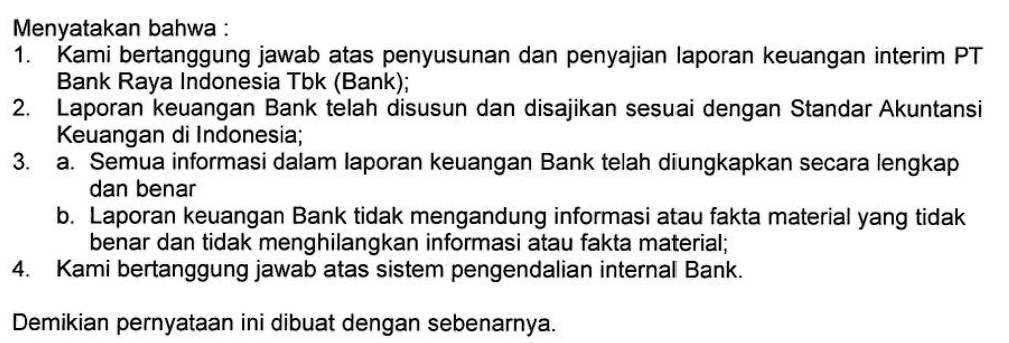 Menyatakan bahwa :
1. Kami bertanggung jawab atas penyusunan dan penyajian laporan keuangan interim PT
Bank Raya Indonesia Tbk (Bank);
2. Laporan keuangan Bank telah disusun dan disajikan sesuai dengan Standar Akuntansi
Keuangan di Indonesia;
3. a. Semua informasi dalam laporan keuangan Bank telah diungkapkan secara lengkap
dan benar
b. Laporan keuangan Bank tidak mengandung informasi atau fakta material yang tidak
benar dan tidak menghilangkan informasi atau fakta material;
4. Kami bertanggung jawab atas sistem pengendalian internal Bank.
Demikian pernyataan ini dibuat dengan sebenarnya.